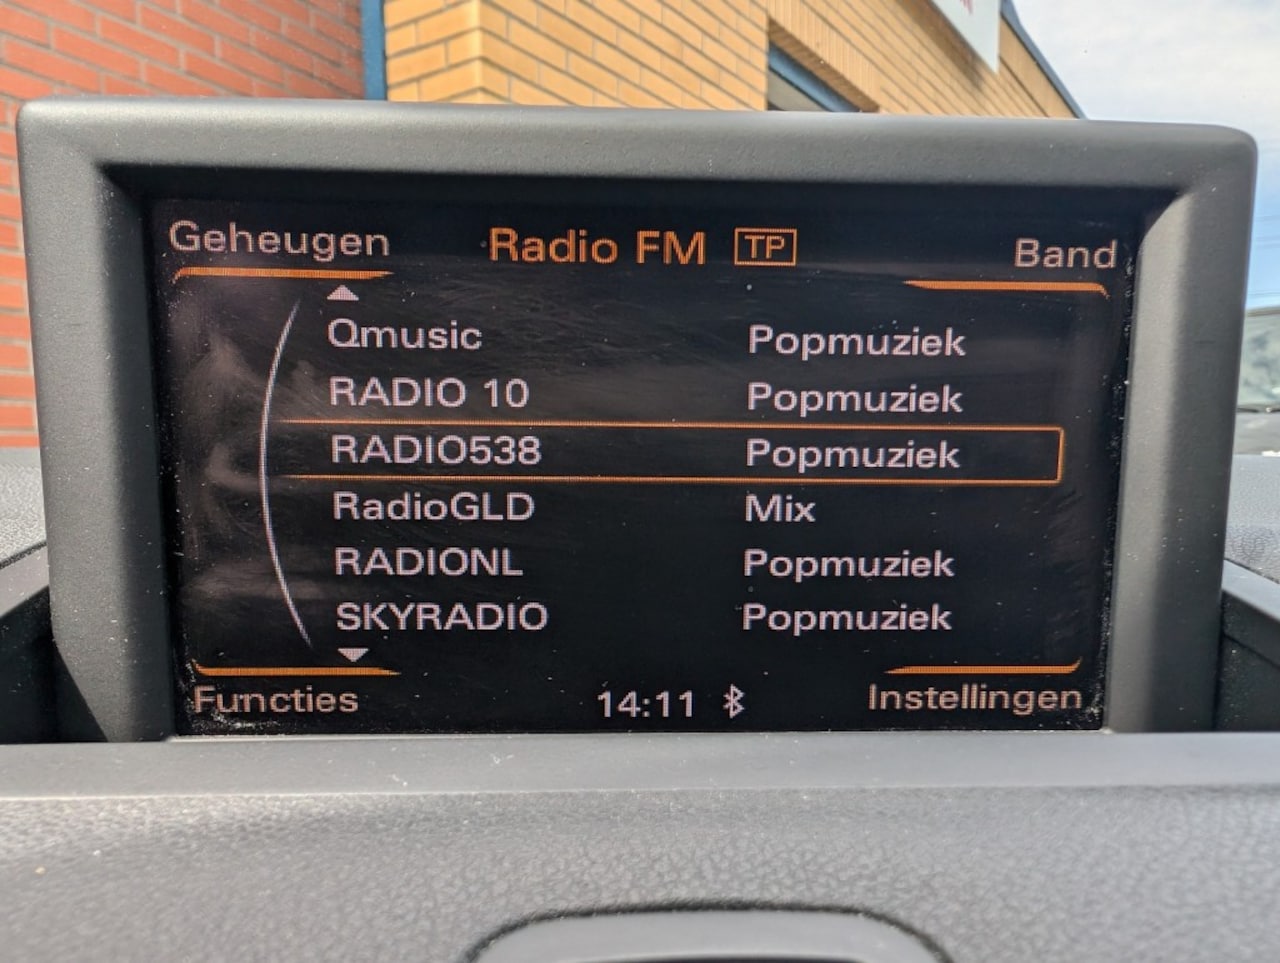 Geheugen Radio FM TP Band
Qmusic Popmuziek
RADIO 10 Popmuziek
RADIO538 Popmuziek
RadioGLD Mix
RADIONL Popmuziek
SKYRADIO Popmuziek
Functies 14:11 Instellingen